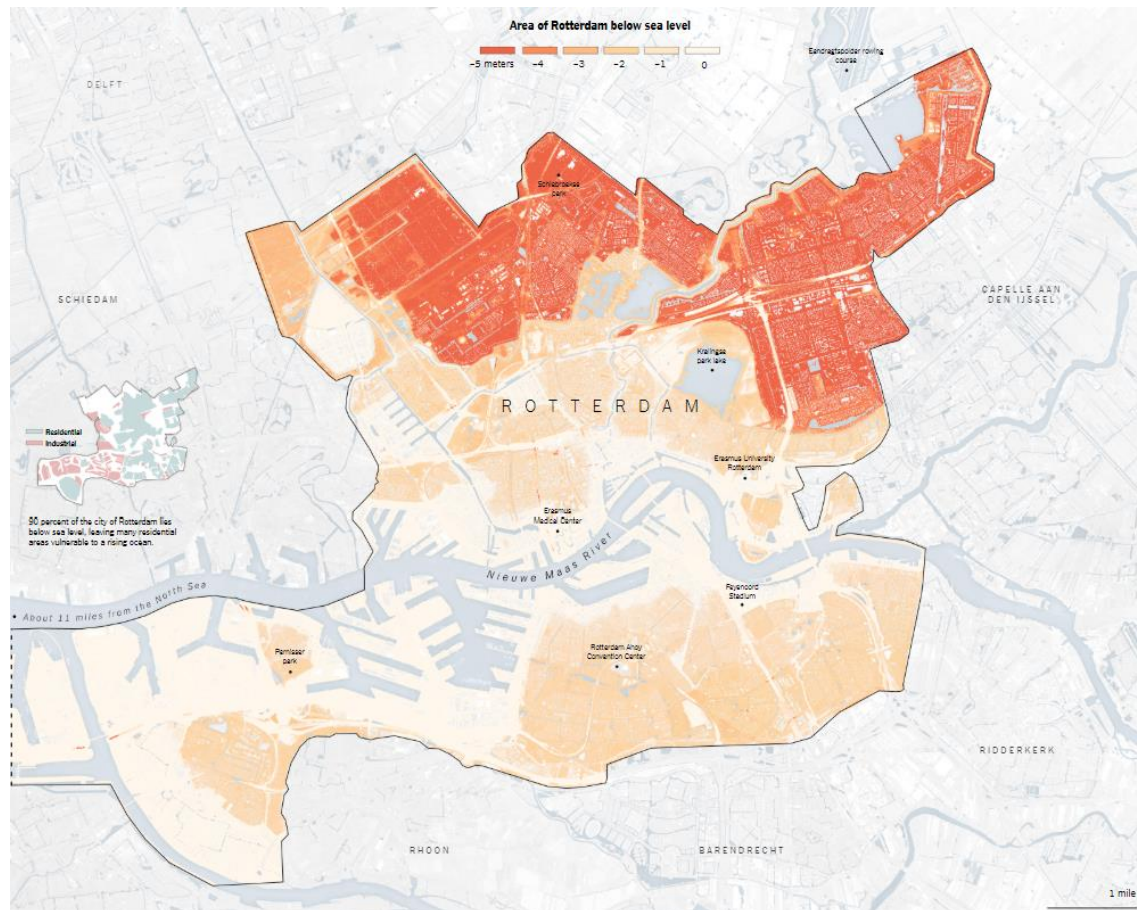 Area of Rotterdam below sea level
–5 meters –4 –3 –2 –1 0
Eendragtspolder rowing
course
DELFT
Schiebroekse
park
SCHIEDAM
CAPELLE AAN
DEN IJSSEL
Kralingse
park lake
ROTTERDAM
Residential
Industrial
Erasmus University
Rotterdam
Erasmus
Medical Center
90 percent of the city of Rotterdam lies
below sea level, leaving many residential
areas vulnerable to a rising ocean.
Nieuwe Maas River
About 11 miles from the North Sea
Feyenoord
Stadium
Pernisser
park
Rotterdam Ahoy
Convention Center
RIDDERKERK
RHOON
BARENDRECHT
1 mile